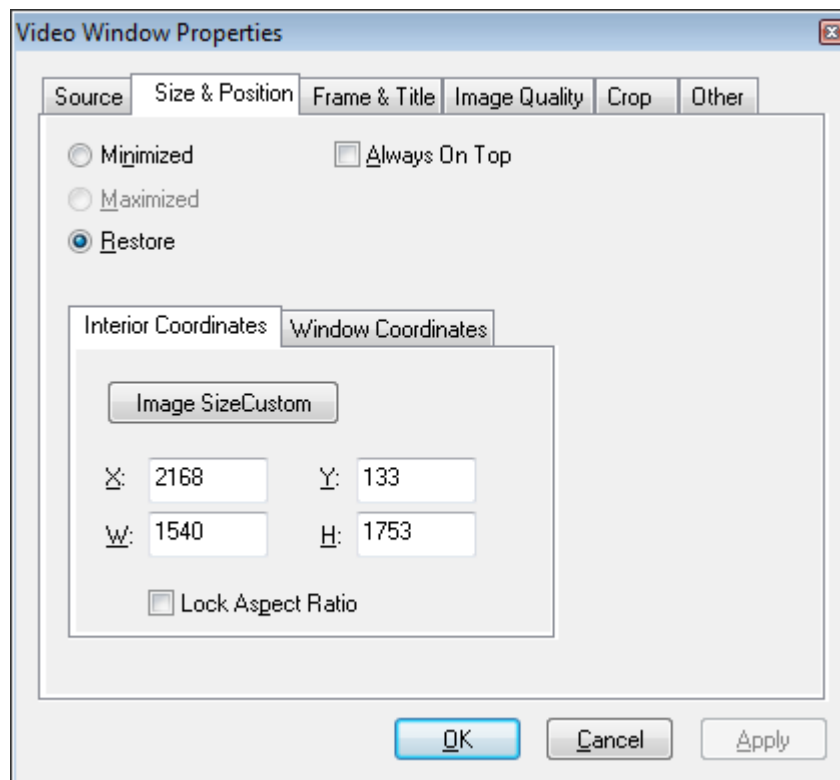 Video Window Properties
Source Size & Position Frame & Title Image Quality Crop Other
Minimized Always On Top
Maximized
Restore
Interior Coordinates Window Coordinates
Image SizeCustom
X: 2168 Y: 133
W: 1540 H: 1753
Lock Aspect Ratio
OK Cancel Apply